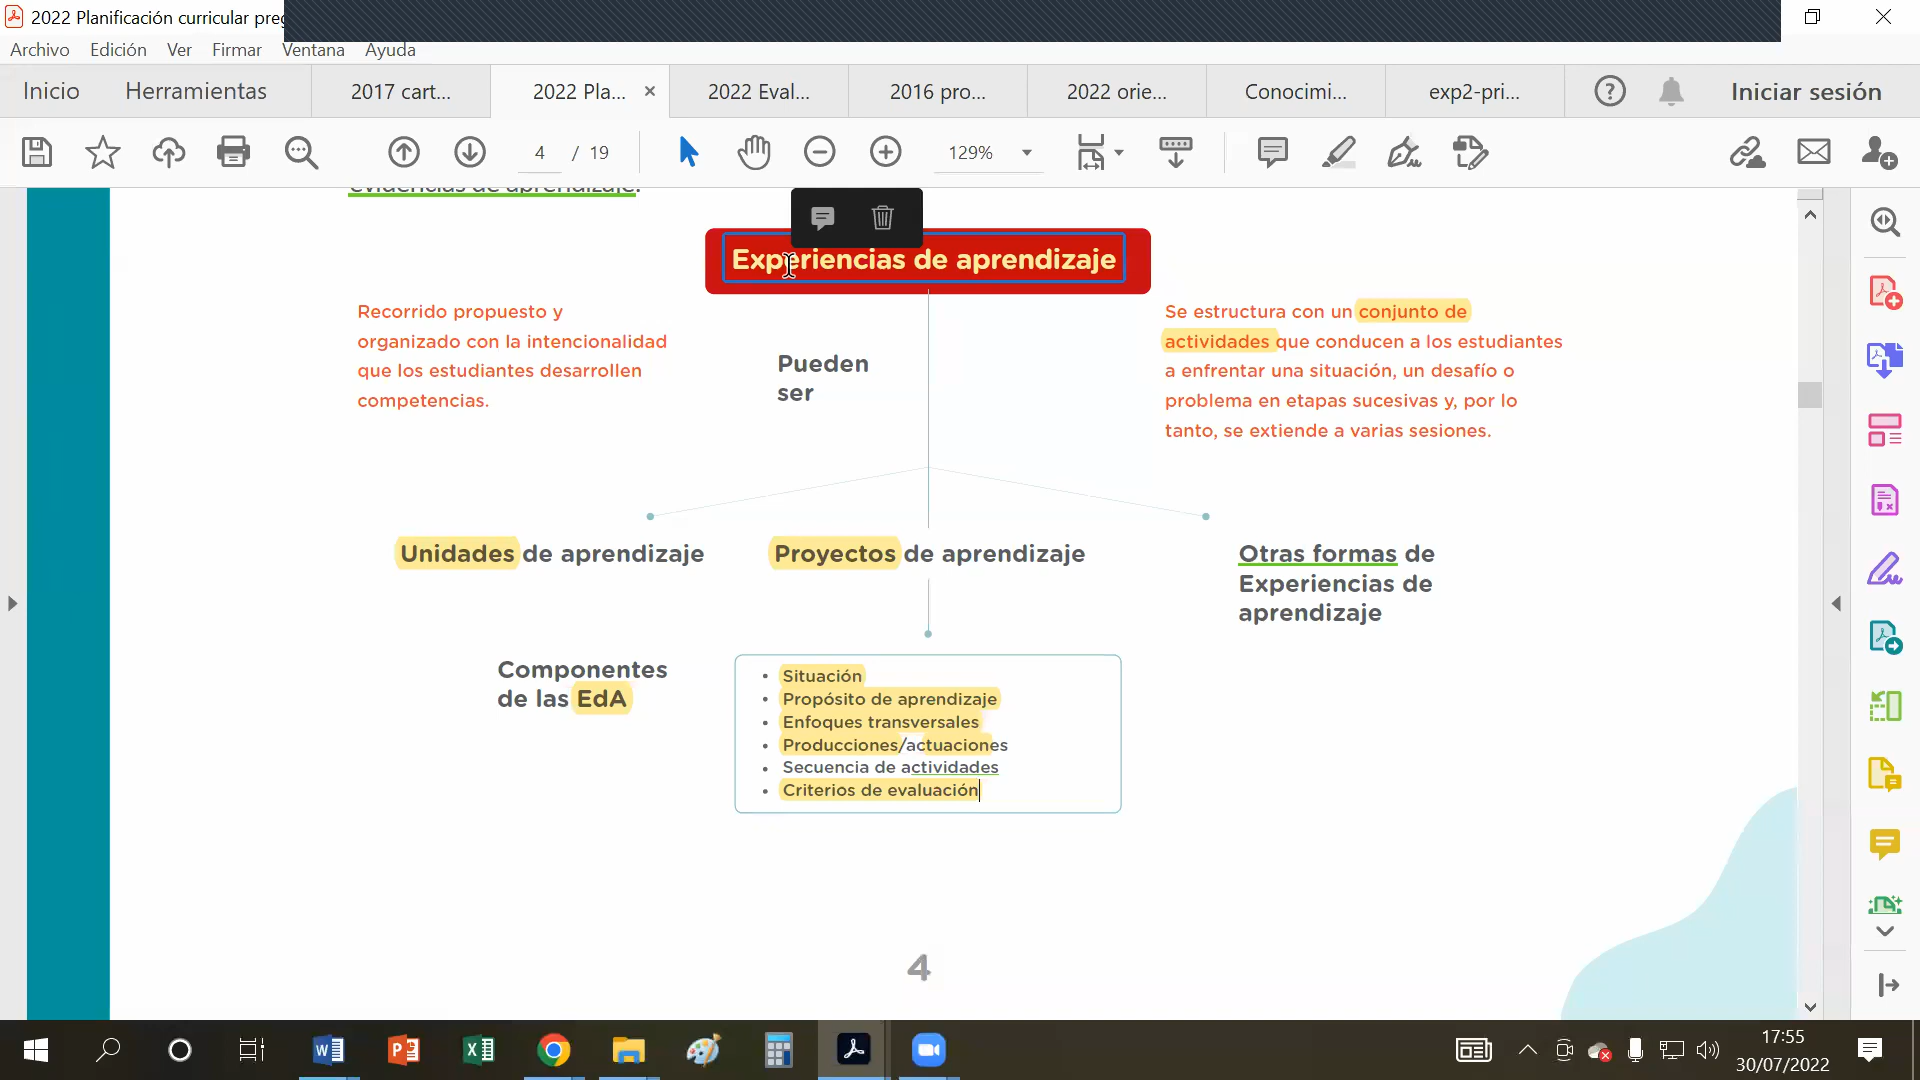 2022 Planificación curricular
Archivo Edición Ver Firmar Ventana Ayuda
Inicio Herramientas 2017 cart... 2022 Pla... 2022 Eval... 2016 pro... 2022 orie... Conocimi... exp2-pri... Iniciar sesión
4 / 19 129%
evidencias de aprendizaje.
Experiencias de aprendizaje
Recorrido propuesto y
organizado con la intencionalidad
que los estudiantes desarrollen
competencias.
Pueden
ser
Se estructura con un conjunto de
actividades que conducen a los estudiantes
a enfrentar una situación, un desafío o
problema en etapas sucesivas y, por lo
tanto, se extiende a varias sesiones.
Unidades de aprendizaje
Proyectos de aprendizaje
Otras formas de
Experiencias de
aprendizaje
Componentes
de las EdA
• Situación
• Propósito de aprendizaje
• Enfoques transversales
• Producciones/actuaciones
• Secuencia de actividades
• Criterios de evaluación
4
17:55
30/07/2022